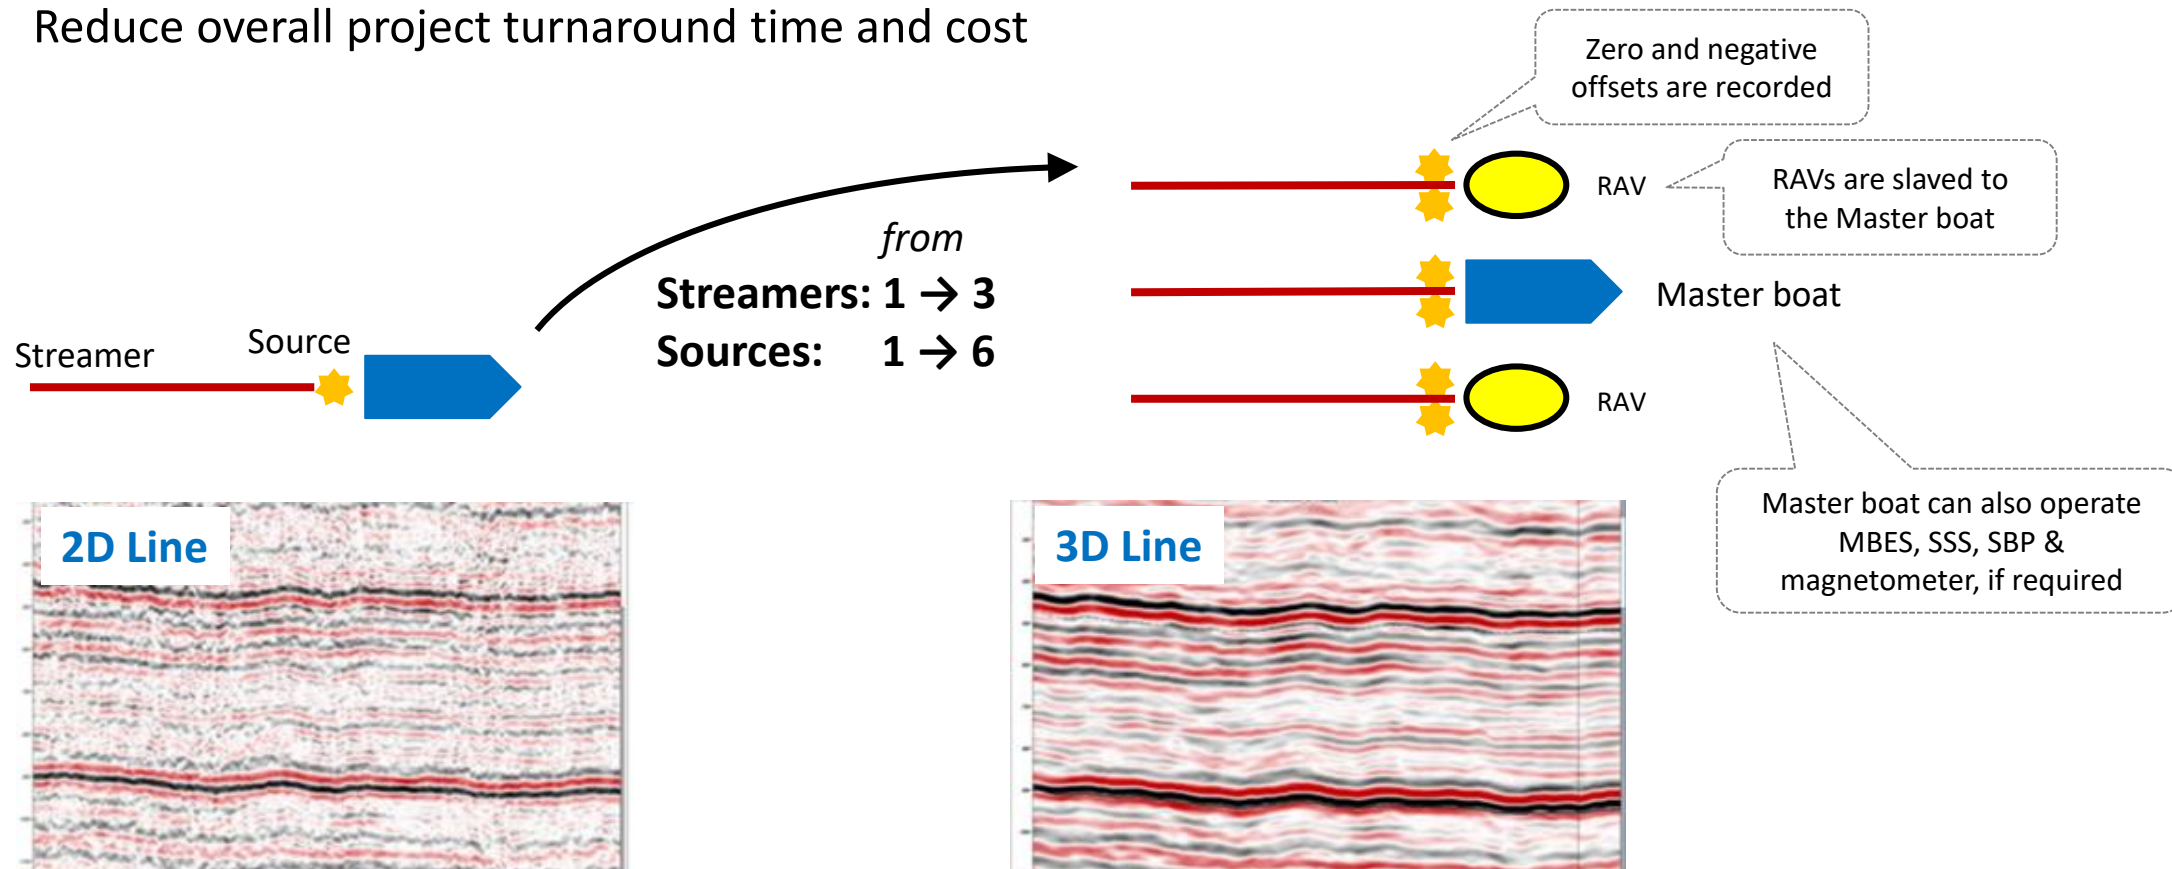 Reduce overall project turnaround time and cost
Zero and negative
offsets are recorded
RAV
RAVs are slaved to
the Master boat
from
Streamers: 1 → 3
Sources: 1 → 6
Master boat
Streamer
Source
RAV
Master boat can also operate
MBES, SSS, SBP &
magnetometer, if required
2D Line
3D Line